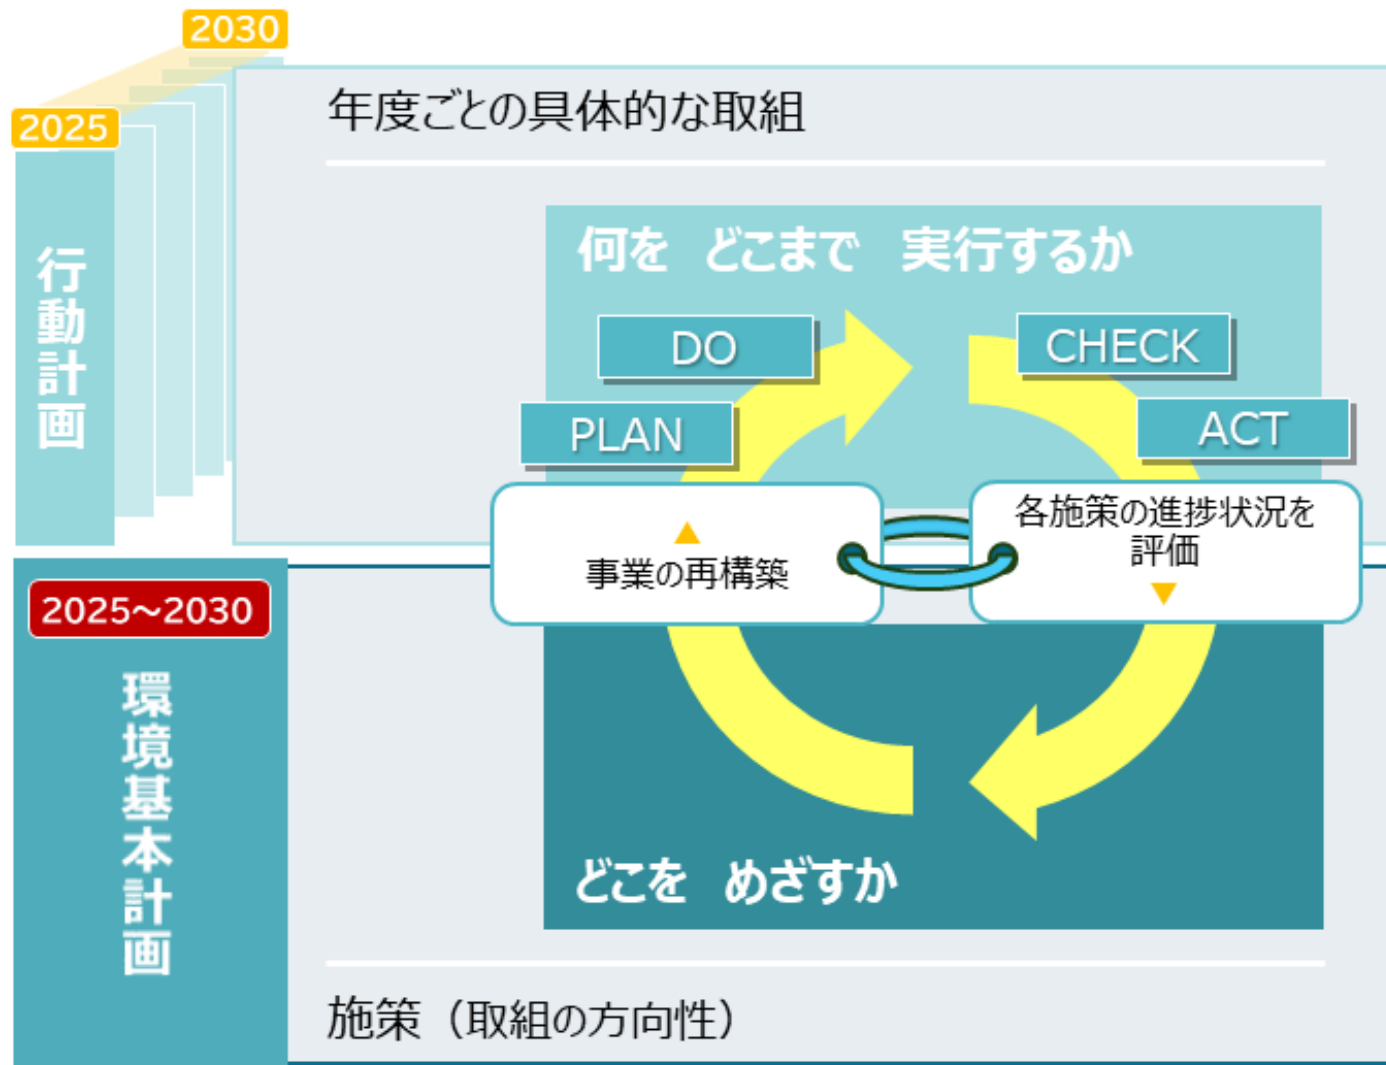 2030
2025
行動計画
年度ごとの具体的な取組
何を どこまで 実行するか
DO
CHECK
PLAN
ACT
▲
事業の再構築
各施策の進捗状況を
評価
▼
2025～2030
環境基本計画
どこを めざすか
施策（取組の方向性）